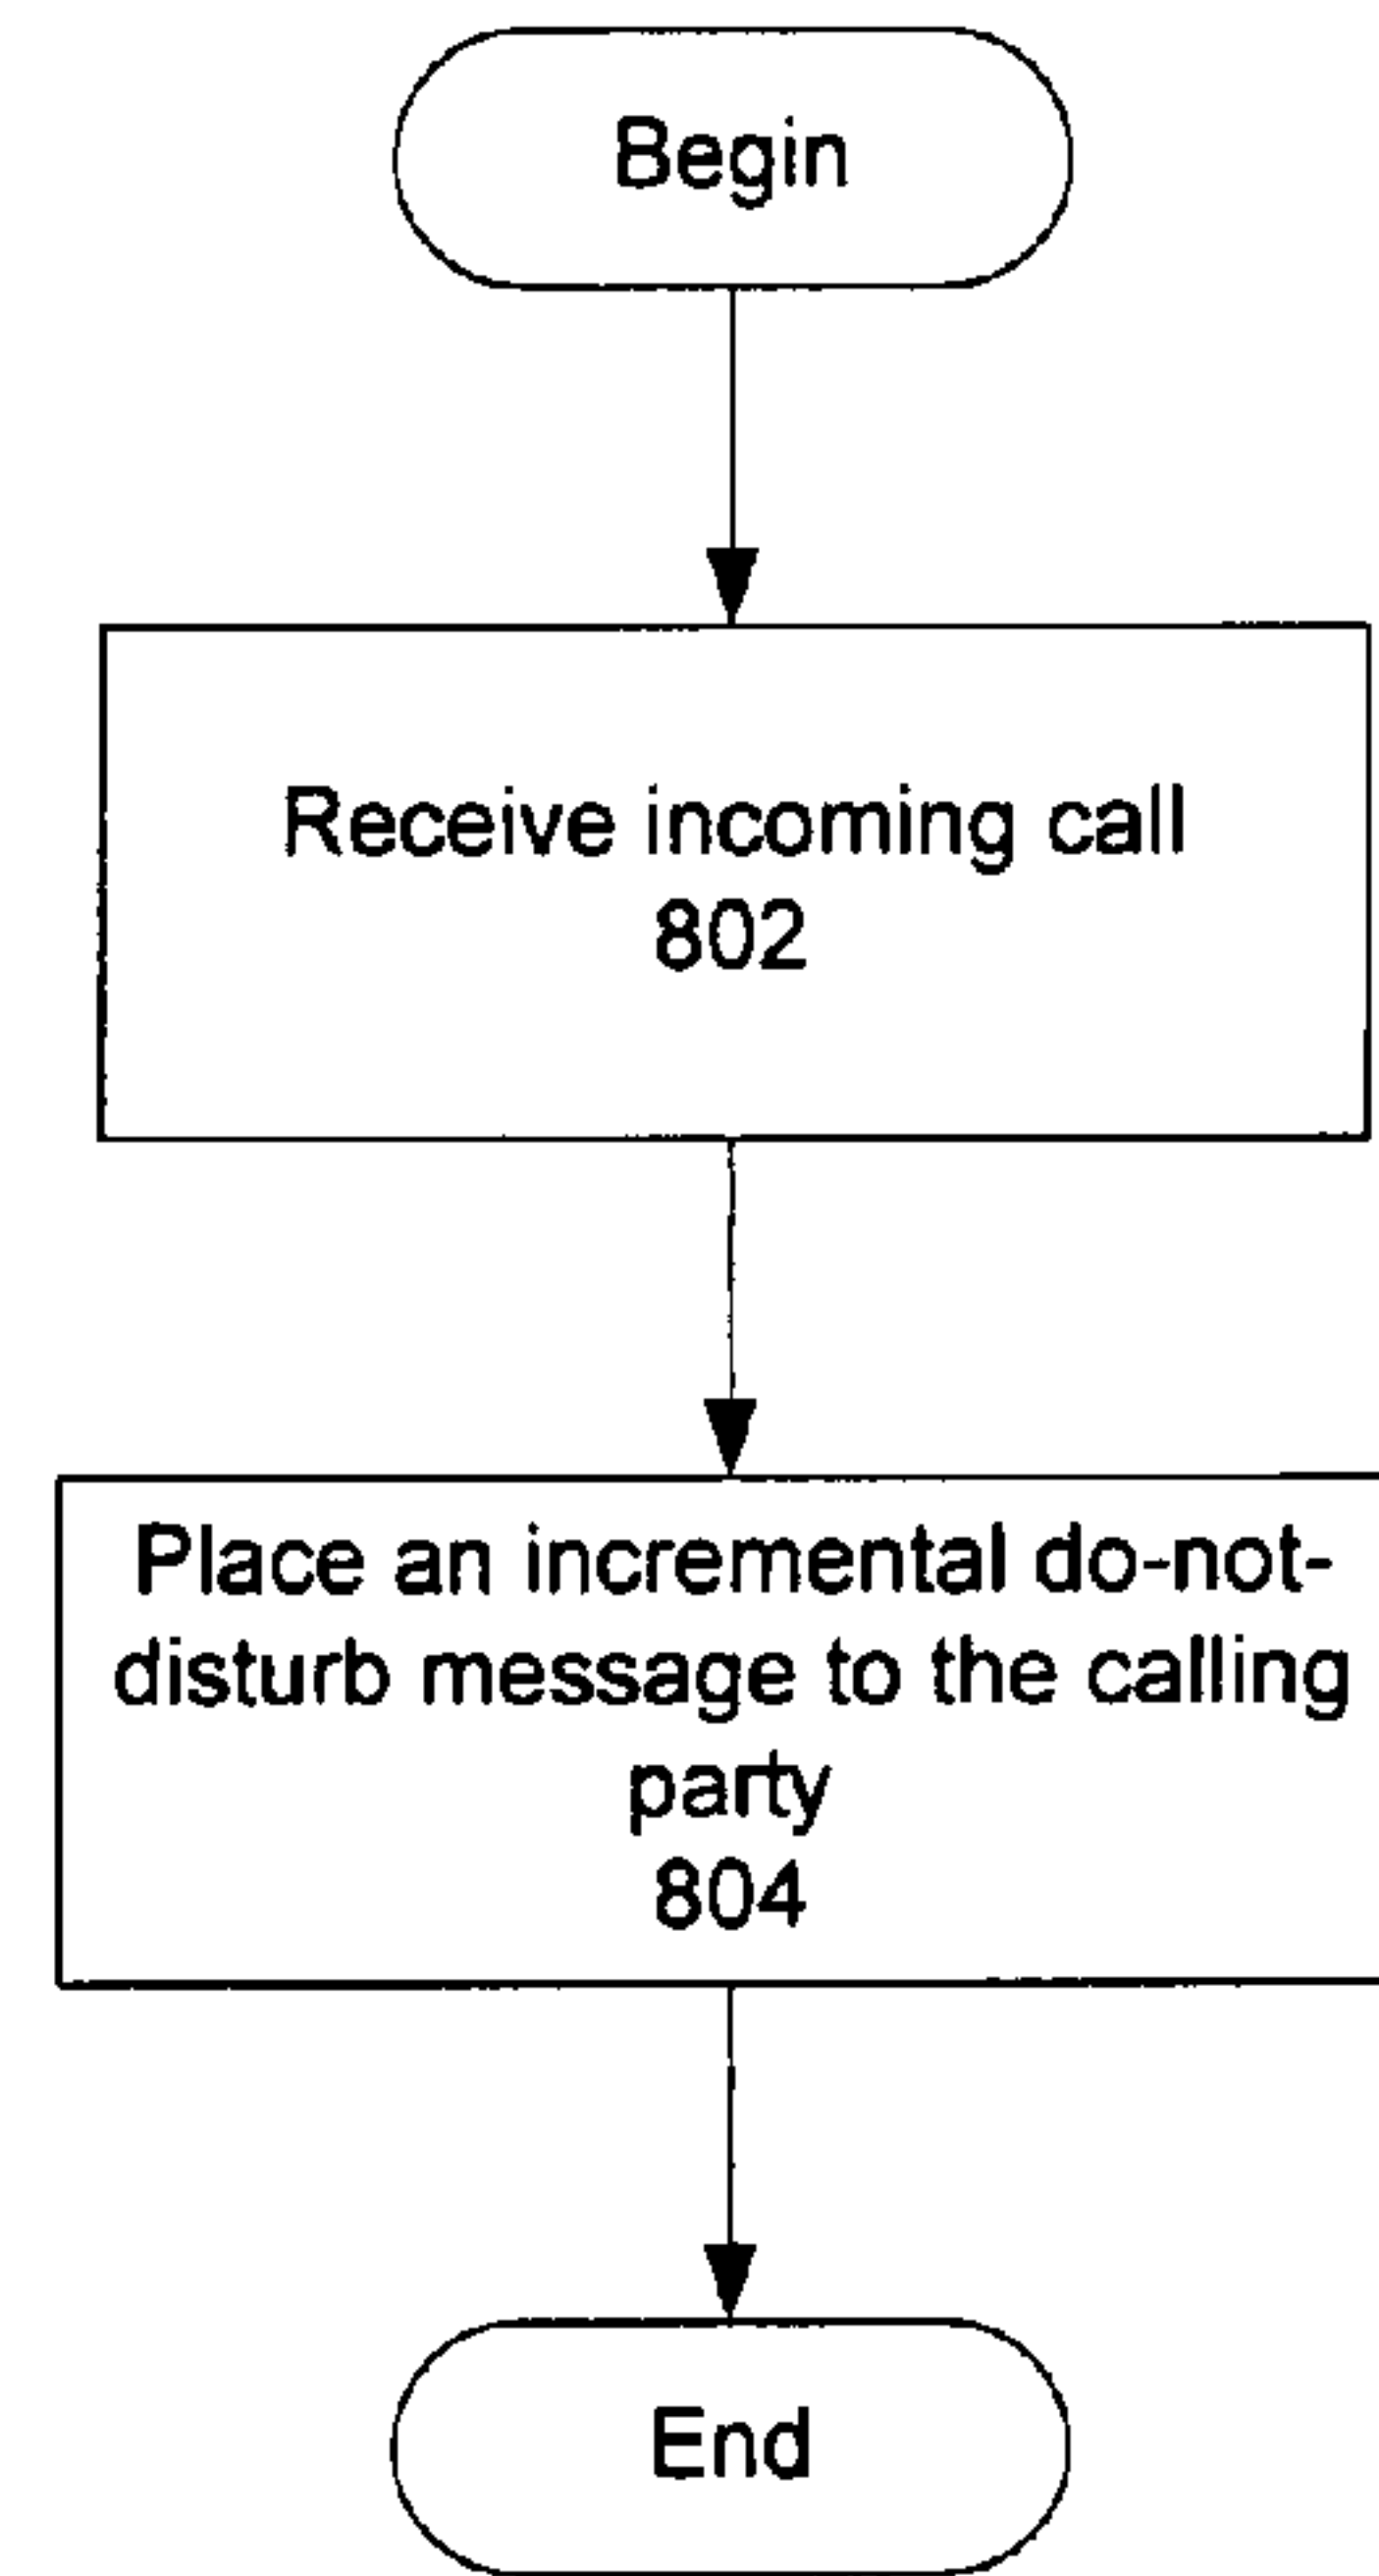 Begin
Receive incoming call
802
Place an incremental do-not-
disturb message to the calling
party
804
End